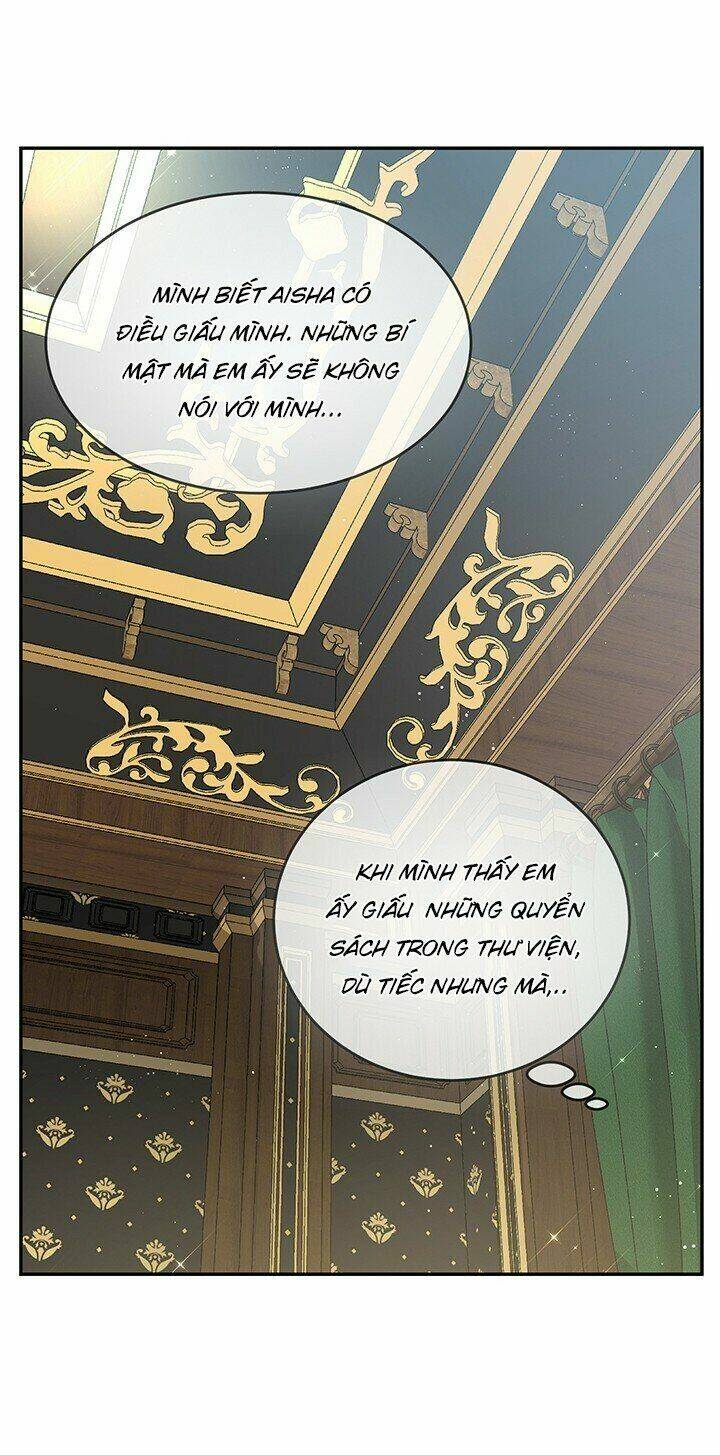 MÌNH BIẾT AISHA CÓ
ĐIỀU GIẤU MÌNH. NHỮNG BÍ
MẬT MÀ EM ẤY SẼ KHÔNG
NÓI VỚI MÌNH...
KHI MÌNH THẤY EM
ẤY GIẤU NHỮNG QUYỂN
SÁCH TRONG THƯ VIỆN,
DÙ TIẾC NHƯNG MÀ,..